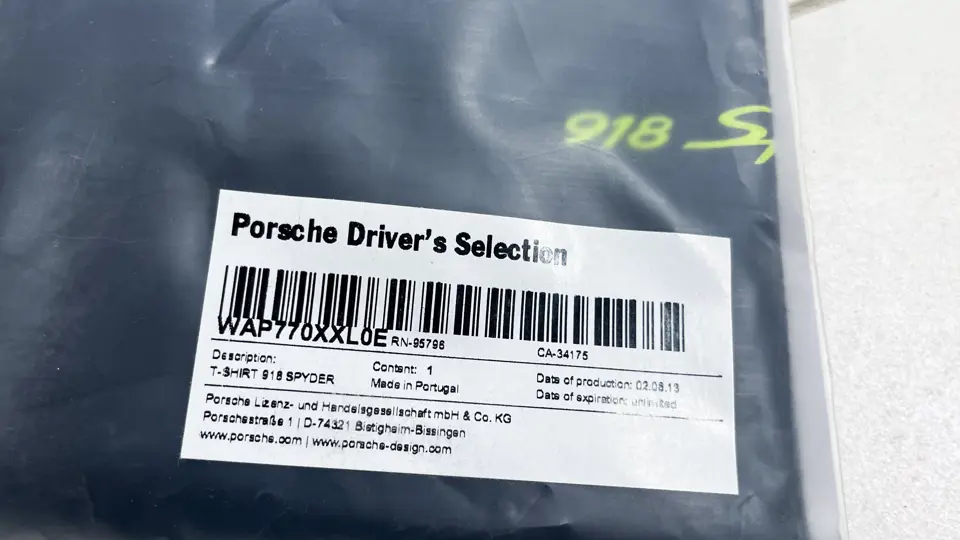 918 Sp
Porsche Driver's Selection
WAP770XXL0E RN-95796 CA-34175
Description:
T-SHIRT 918 SPYDER
Content: 1
Made in Portugal
Date of production: 02.08.13
Date of expiration: unlimited
Porsche Lizenz- und Handelsgesellschaft mbH & Co. KG
Porschestraße 1 | D-74321 Bietigheim-Bissingen
www.porsche.com | www.porsche-design.com